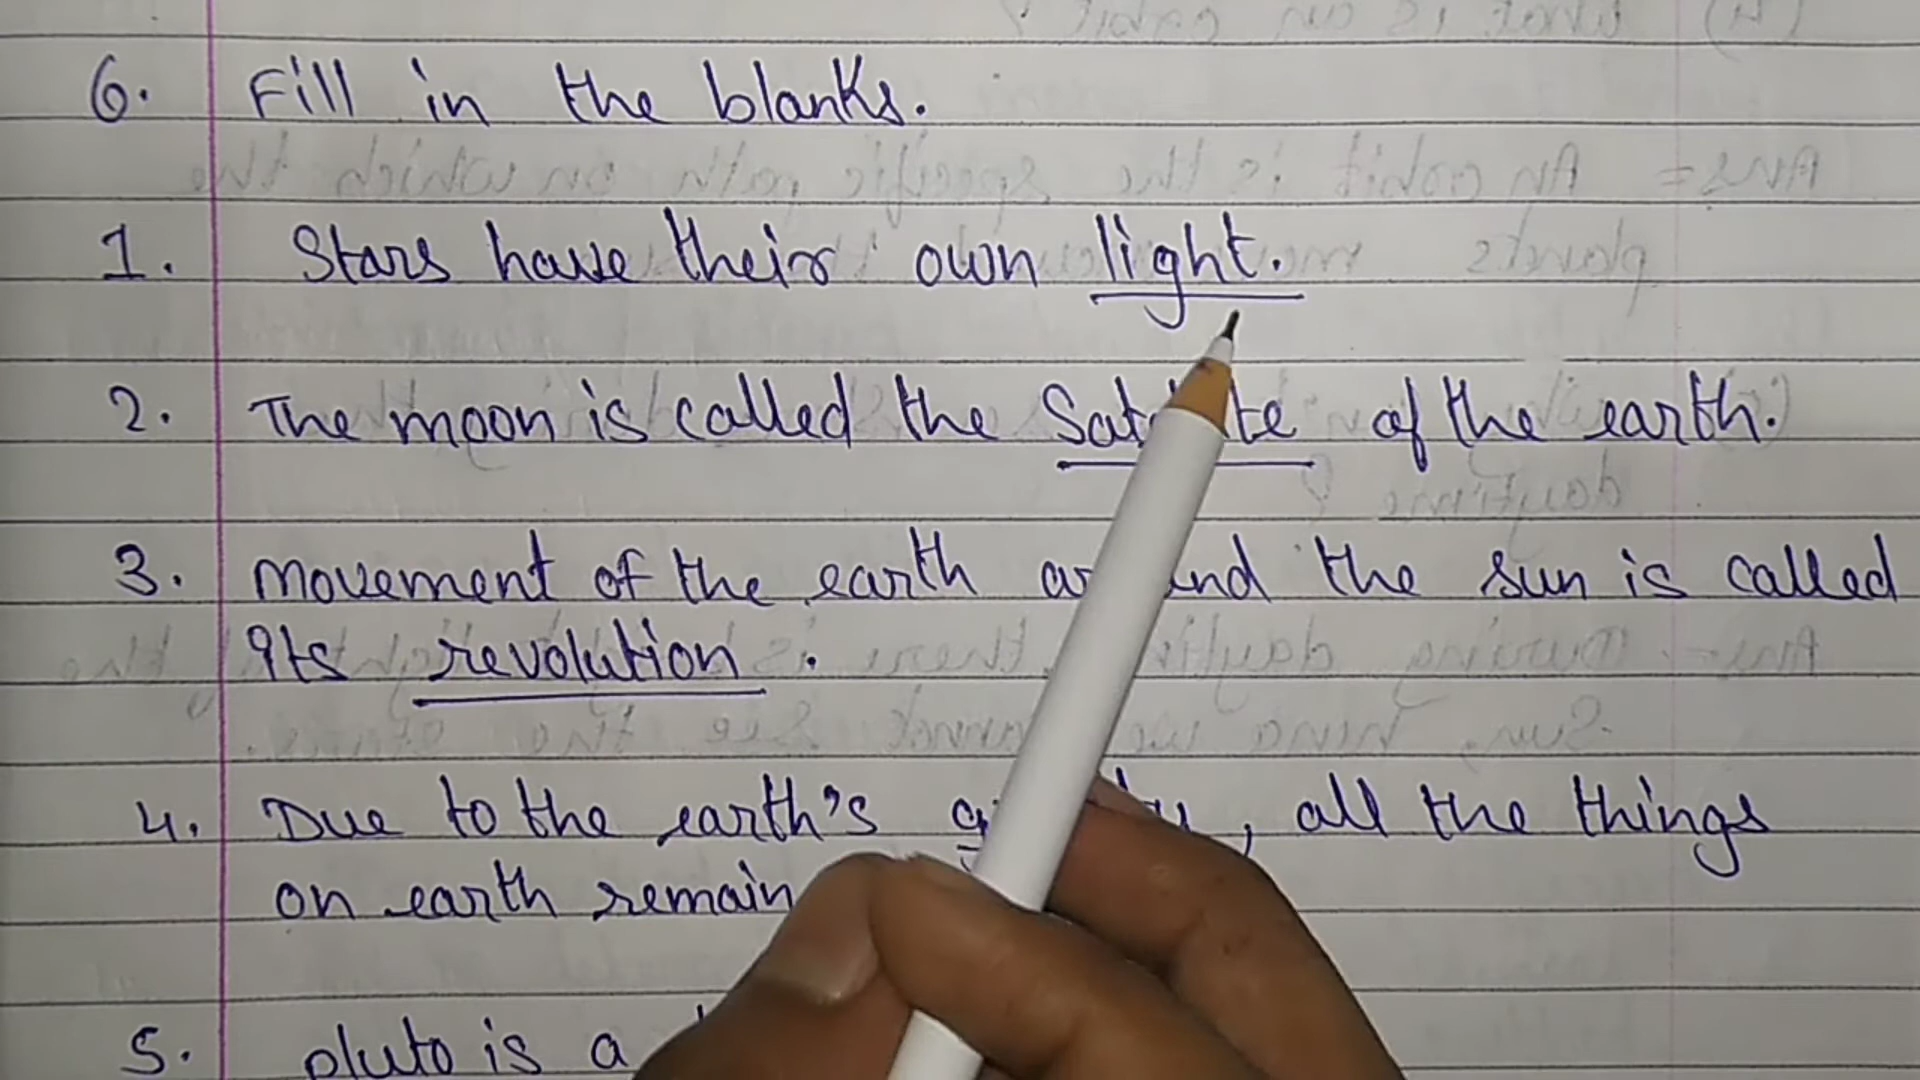 6. Fill in the blanks.
1. Stars have their own light.
2. The moon is called the of the earth.
3. Movement of the earth the sun is called
its revolution.
4. Due to the earth's , all the things
on earth remain
5. pluto is a